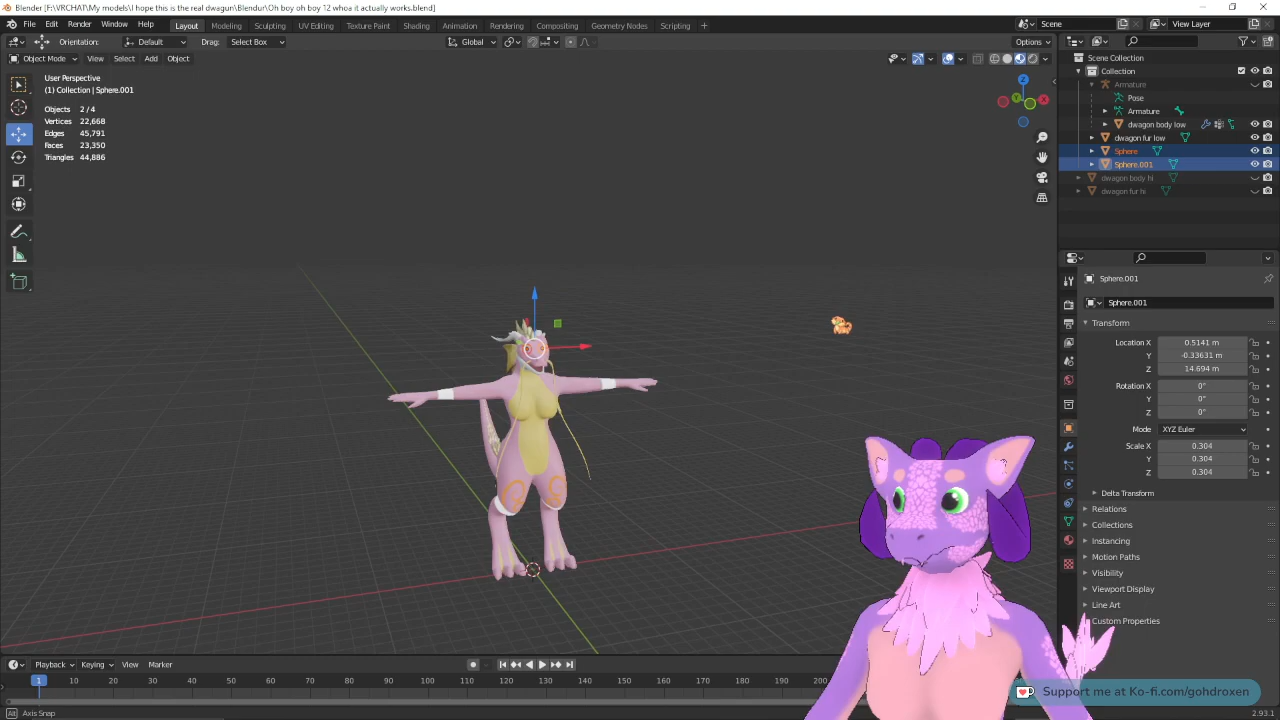 Blender [F:\VRCHAT\My models\I hope this is the real dwagun\Blendun\Oh boy oh boy 12 whoa it actually works.blend]
File Edit Render Window Help Layout Modeling Sculpting UV Editing Texture Paint Shading Animation Rendering Compositing Geometry Nodes Scripting + Scene View Layer
Orientation: Default Drag: Select Box Global Options
Object Mode View Select Add Object
User Perspective
(1) Collection | Sphere.001
Objects 2 / 4
Vertices 22,668
Edges 45,791
Faces 23,350
Triangles 44,886
Z
X
Y
Scene Collection
Collection
Armature
Pose
Armature
dwagon body low
dwagon fur low
Sphere
Sphere.001
dwagon body hi
dwagon fur hi
Sphere.001
Sphere.001
Transform
Location X 0.5141 m
Y -0.33631 m
Z 14.694 m
Rotation X 0°
Y 0°
Z 0°
Mode XYZ Euler
Scale X 0.304
Y 0.304
Z 0.304
Delta Transform
Relations
Collections
Instancing
Motion Paths
Visibility
Viewport Display
Line Art
Custom Properties
Support me at Ko-fi.com/gohdroxen
Playback Keying View Marker
1 10 20 30 40 50 60 70 80 90 100 110 120 130 140 150 160 170 180 190 200
Axis Snap
2.93.1